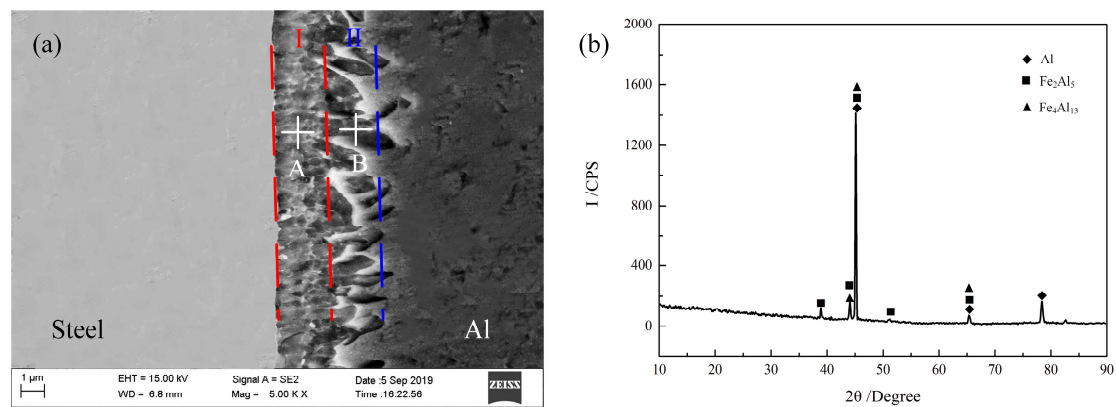 (a)
I
II
A
B
Steel
Al
1 μm
EHT = 15.00 kV
WD = 6.8 mm
Signal A = SE2
Mag = 5.00 K X
Date :5 Sep 2019
Time :16.22.56
ZEISS
(b)
I /CPS
2000
1600
1200
800
400
0
Al
Fe₂Al₅
Fe₄Al₁₃
10 20 30 40 50 60 70 80 90
2θ /Degree